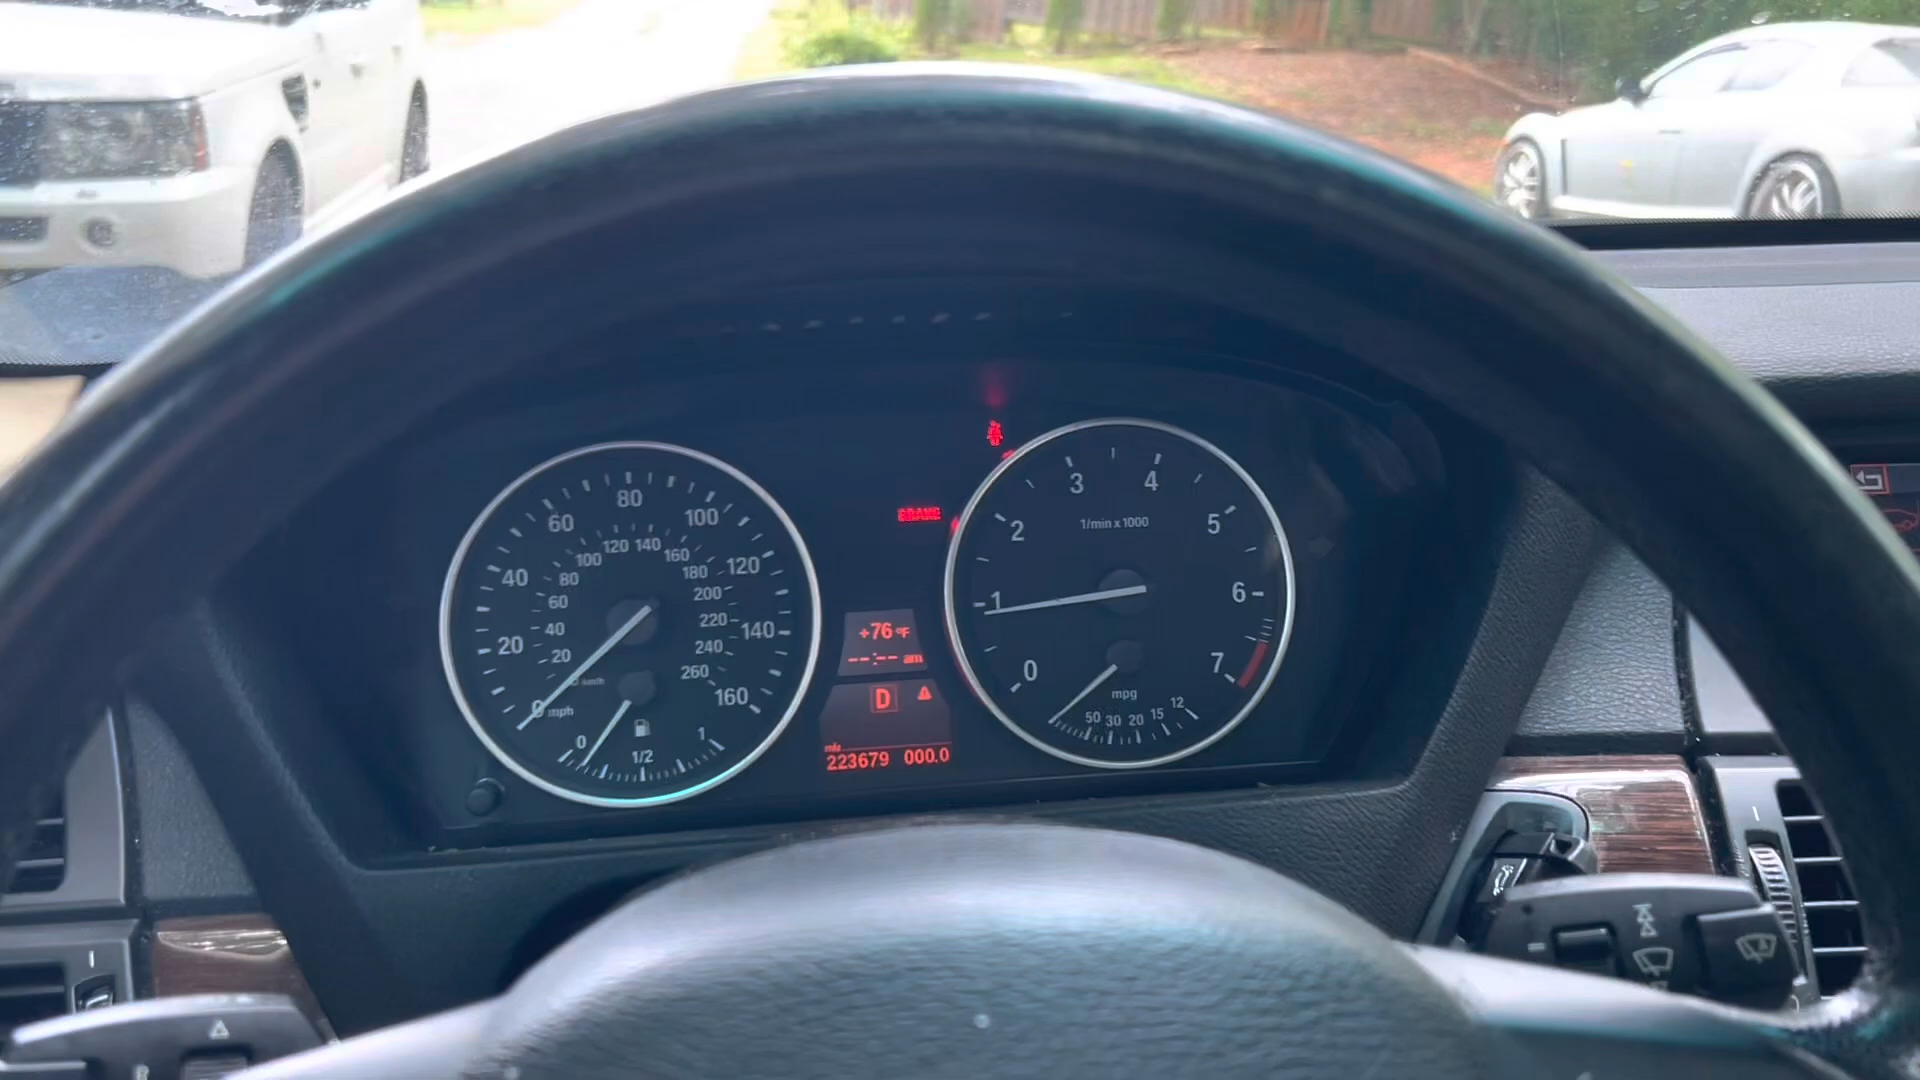 80
60 100
120 140
100 160
40 80 180 120
60 200
40 220 140
20 20 240
260
0 km/h 160
0 mph
0 1/2 1
BRAKE
+76 °F
--:-- am
D
mls
223679 000.0
3 4
1/min x 1000
2 5
1 6
0 7
mpg
50 30 20 15 12
R